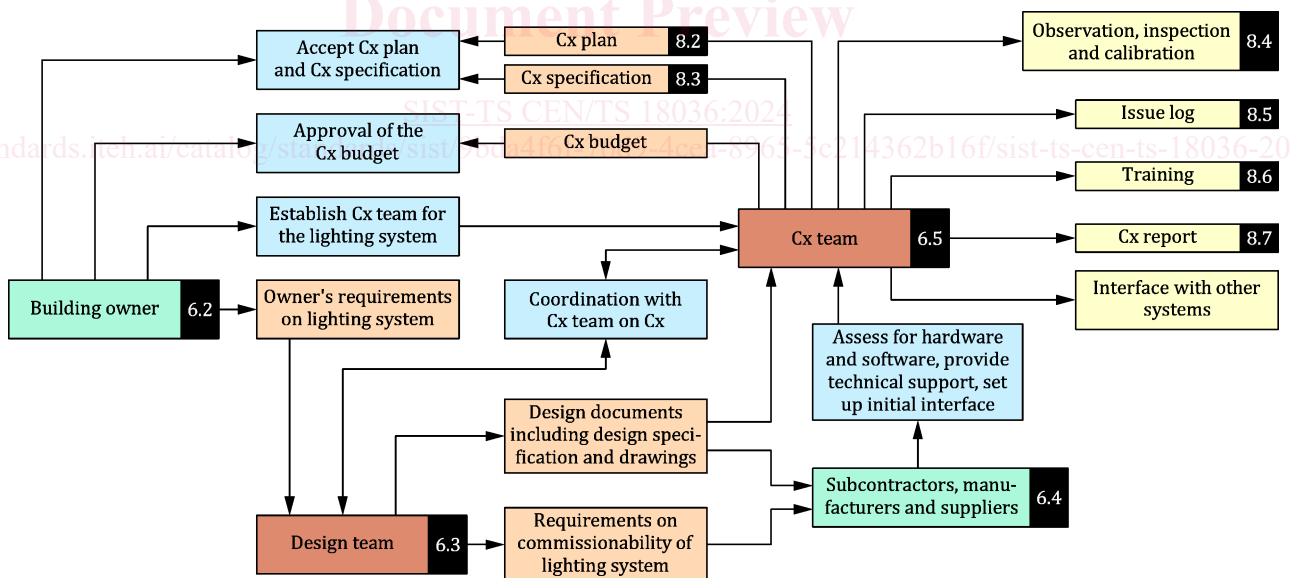 Document Preview
SIST-TS CEN/TS 18036:2024
Accept Cx plan
and Cx specification
Cx plan
8.2
Cx specification
8.3
Observation, inspection
and calibration
8.4
Approval of the
Cx budget
Cx budget
Issue log
8.5
Training
8.6
Establish Cx team for
the lighting system
Cx team
6.5
Cx report
8.7
Building owner
6.2
Owner's requirements
on lighting system
Coordination with
Cx team on Cx
Interface with other
systems
Assess for hardware
and software, provide
technical support, set
up initial interface
Design documents
including design speci-
fication and drawings
Subcontractors, manu-
facturers and suppliers
6.4
Design team
6.3
Requirements on
commissionability of
lighting system